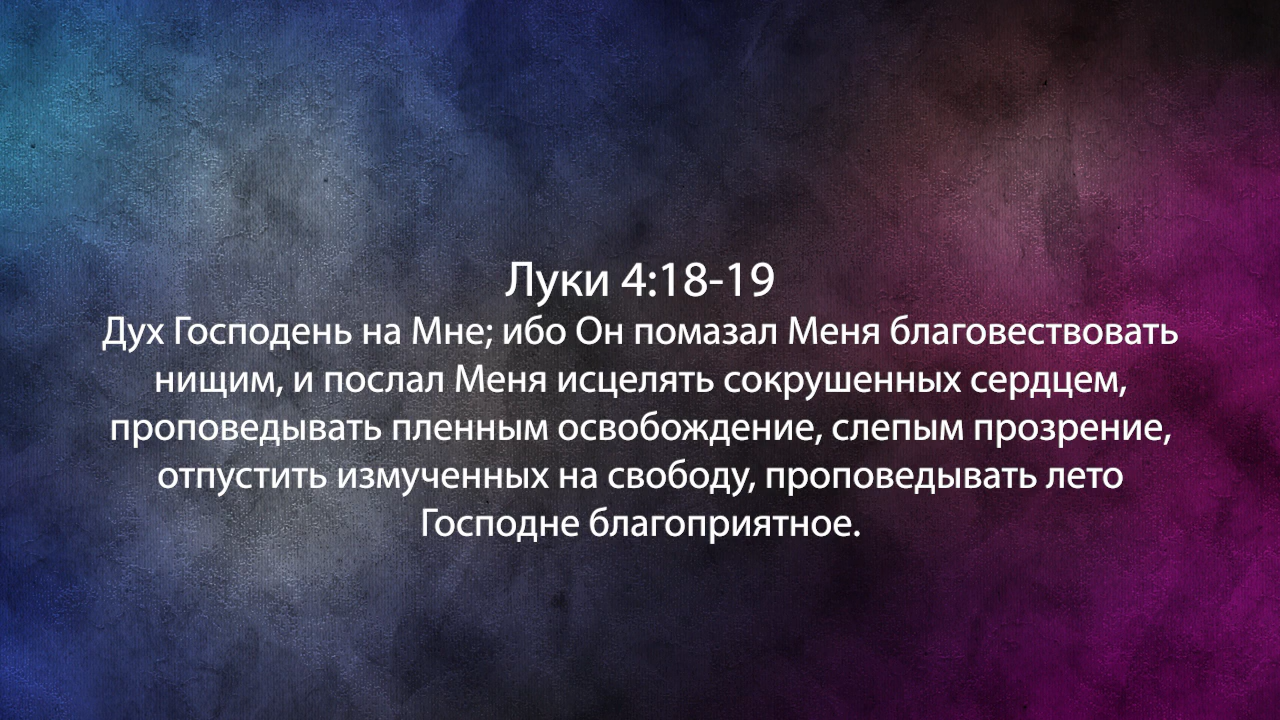 Луки 4:18-19
Дух Господень на Мне; ибо Он помазал Меня благовествовать
нищим, и послал Меня исцелять сокрушенных сердцем,
проповедывать пленным освобождение, слепым прозрение,
отпустить измученных на свободу, проповедывать лето
Господне благоприятное.